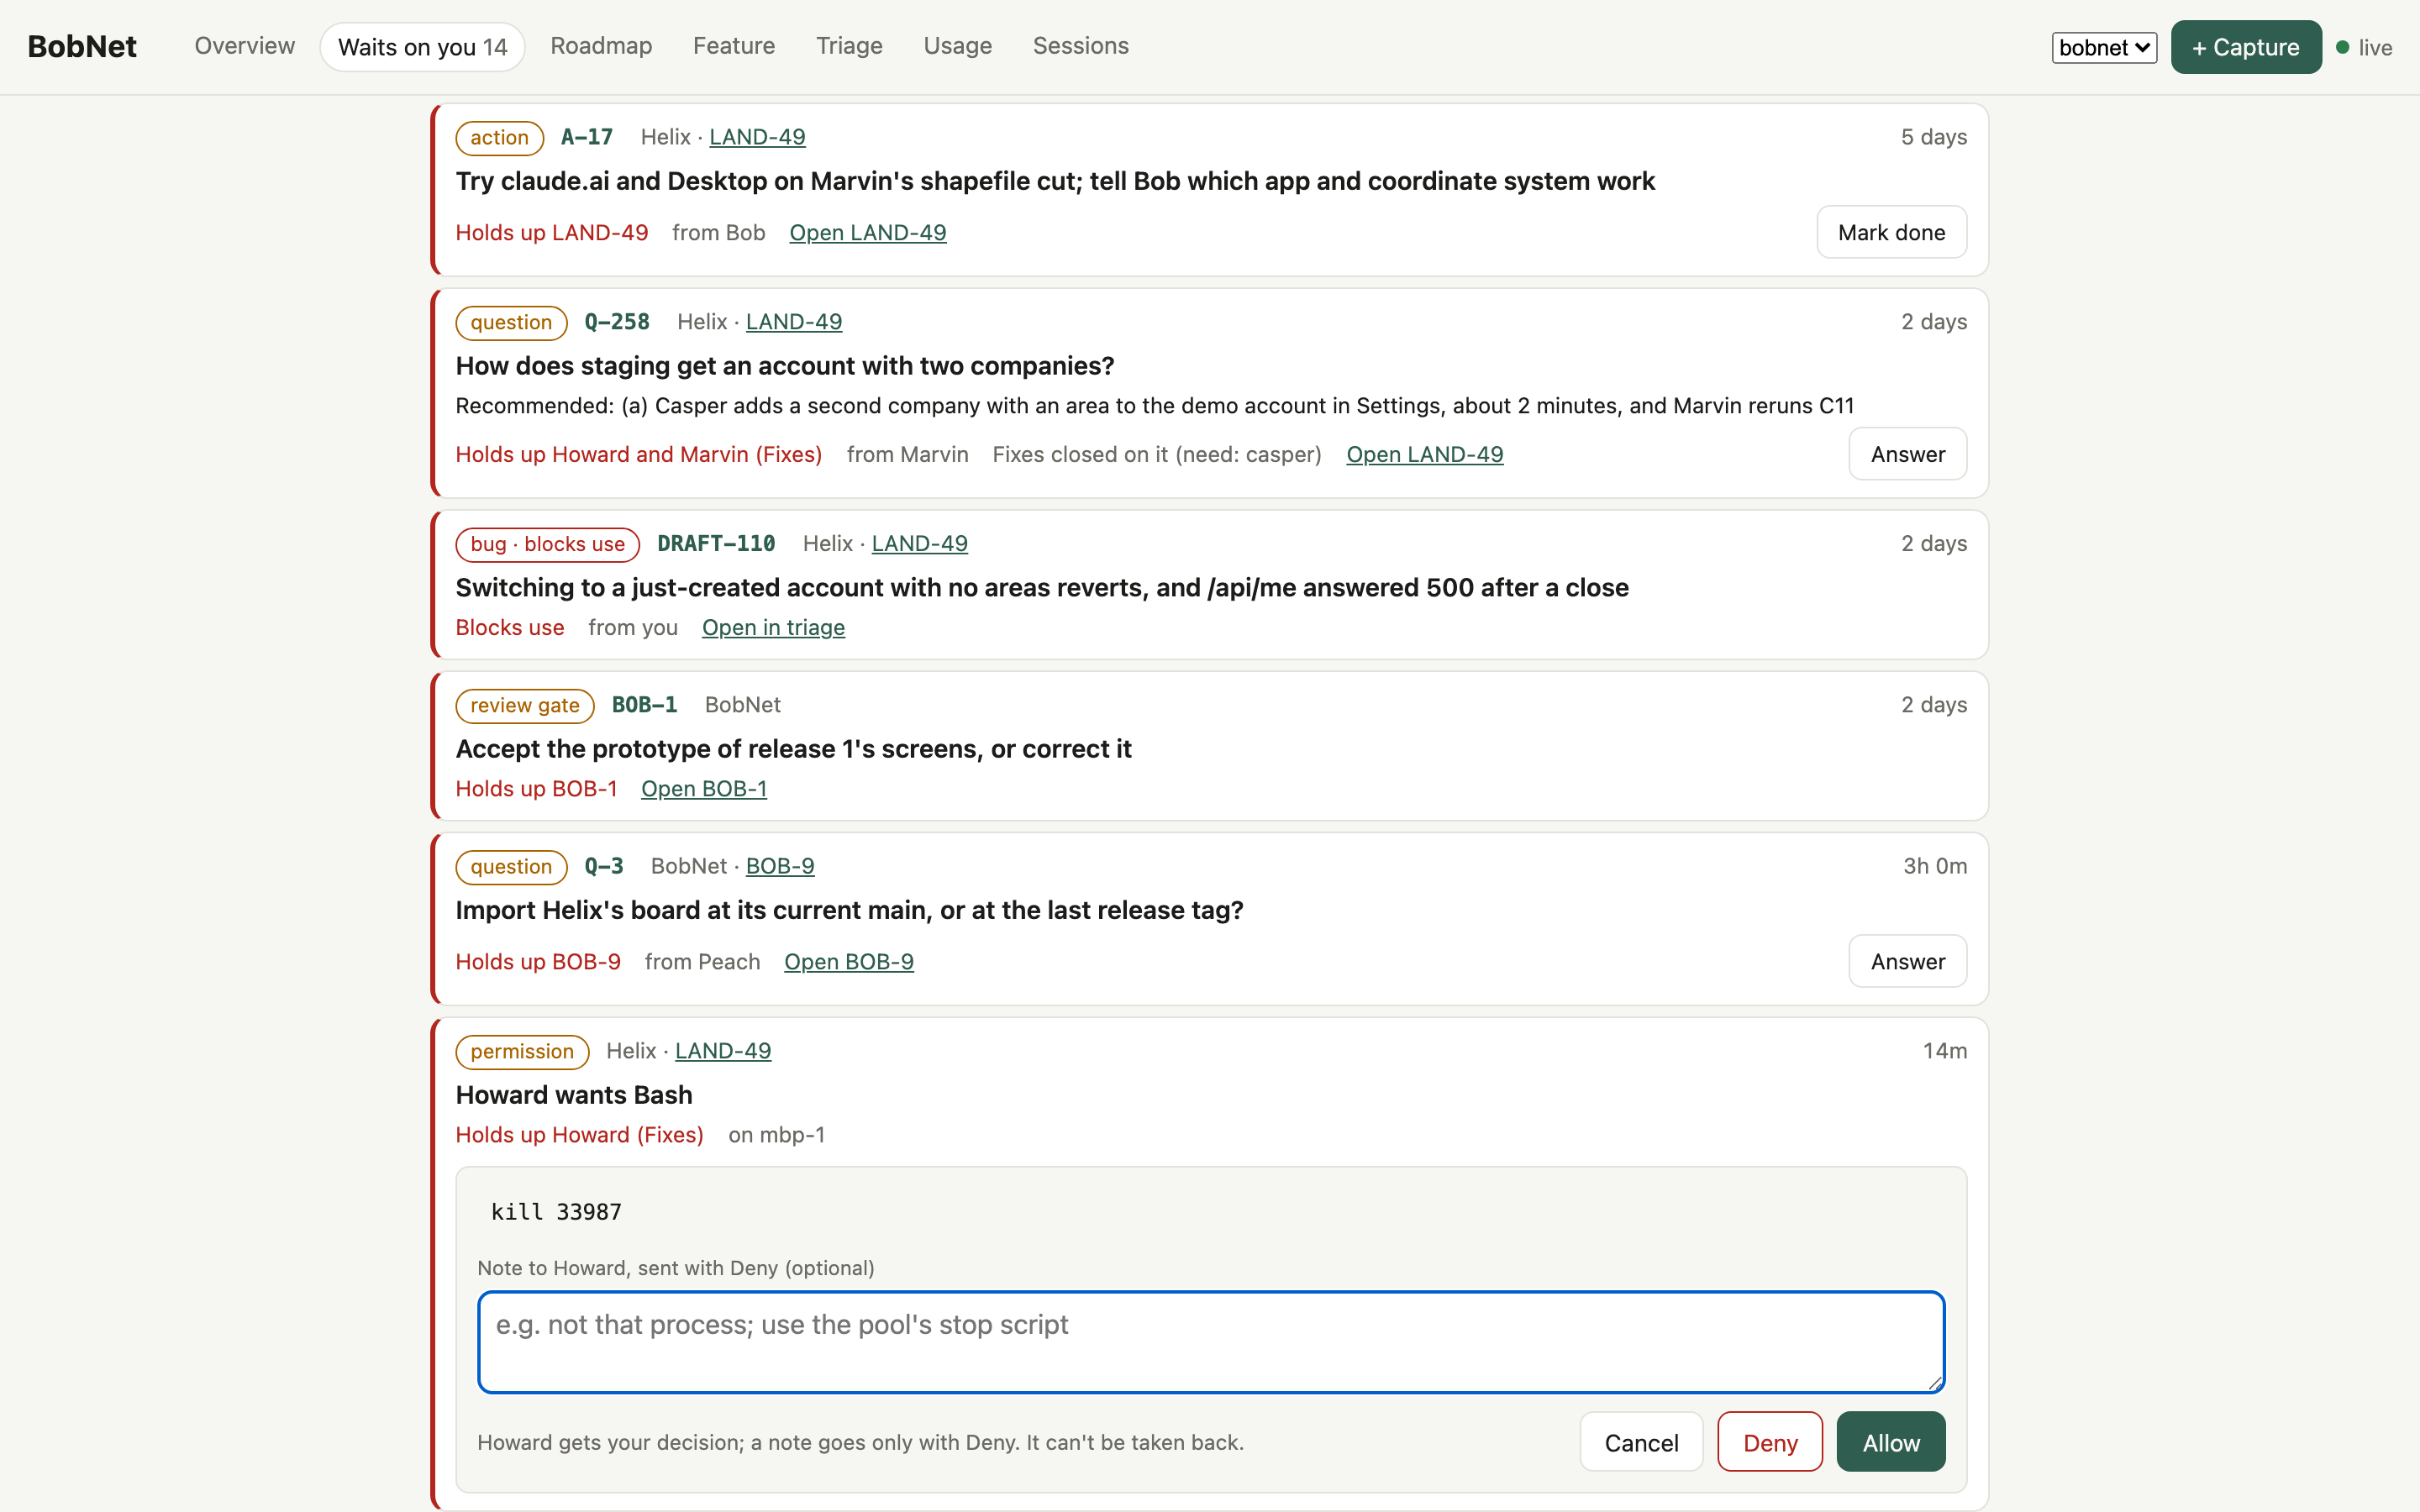 BobNet Overview Waits on you 14 Roadmap Feature Triage Usage Sessions bobnet + Capture live
action A-17 Helix · LAND-49 5 days
Try claude.ai and Desktop on Marvin's shapefile cut; tell Bob which app and coordinate system work
Holds up LAND-49 from Bob Open LAND-49 Mark done
question Q-258 Helix · LAND-49 2 days
How does staging get an account with two companies?
Recommended: (a) Casper adds a second company with an area to the demo account in Settings, about 2 minutes, and Marvin reruns C11
Holds up Howard and Marvin (Fixes) from Marvin Fixes closed on it (need: casper) Open LAND-49 Answer
bug · blocks use DRAFT-110 Helix · LAND-49 2 days
Switching to a just-created account with no areas reverts, and /api/me answered 500 after a close
Blocks use from you Open in triage
review gate BOB-1 BobNet 2 days
Accept the prototype of release 1's screens, or correct it
Holds up BOB-1 Open BOB-1
question Q-3 BobNet · BOB-9 3h 0m
Import Helix's board at its current main, or at the last release tag?
Holds up BOB-9 from Peach Open BOB-9 Answer
permission Helix · LAND-49 14m
Howard wants Bash
Holds up Howard (Fixes) on mbp-1
kill 33987
Note to Howard, sent with Deny (optional)
e.g. not that process; use the pool's stop script
Howard gets your decision; a note goes only with Deny. It can't be taken back. Cancel Deny Allow